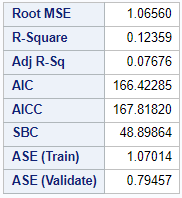 Root MSE 1.06560
R-Square 0.12359
Adj R-Sq 0.07676
AIC 166.42285
AICC 167.81820
SBC 48.89864
ASE (Train) 1.07014
ASE (Validate) 0.79457